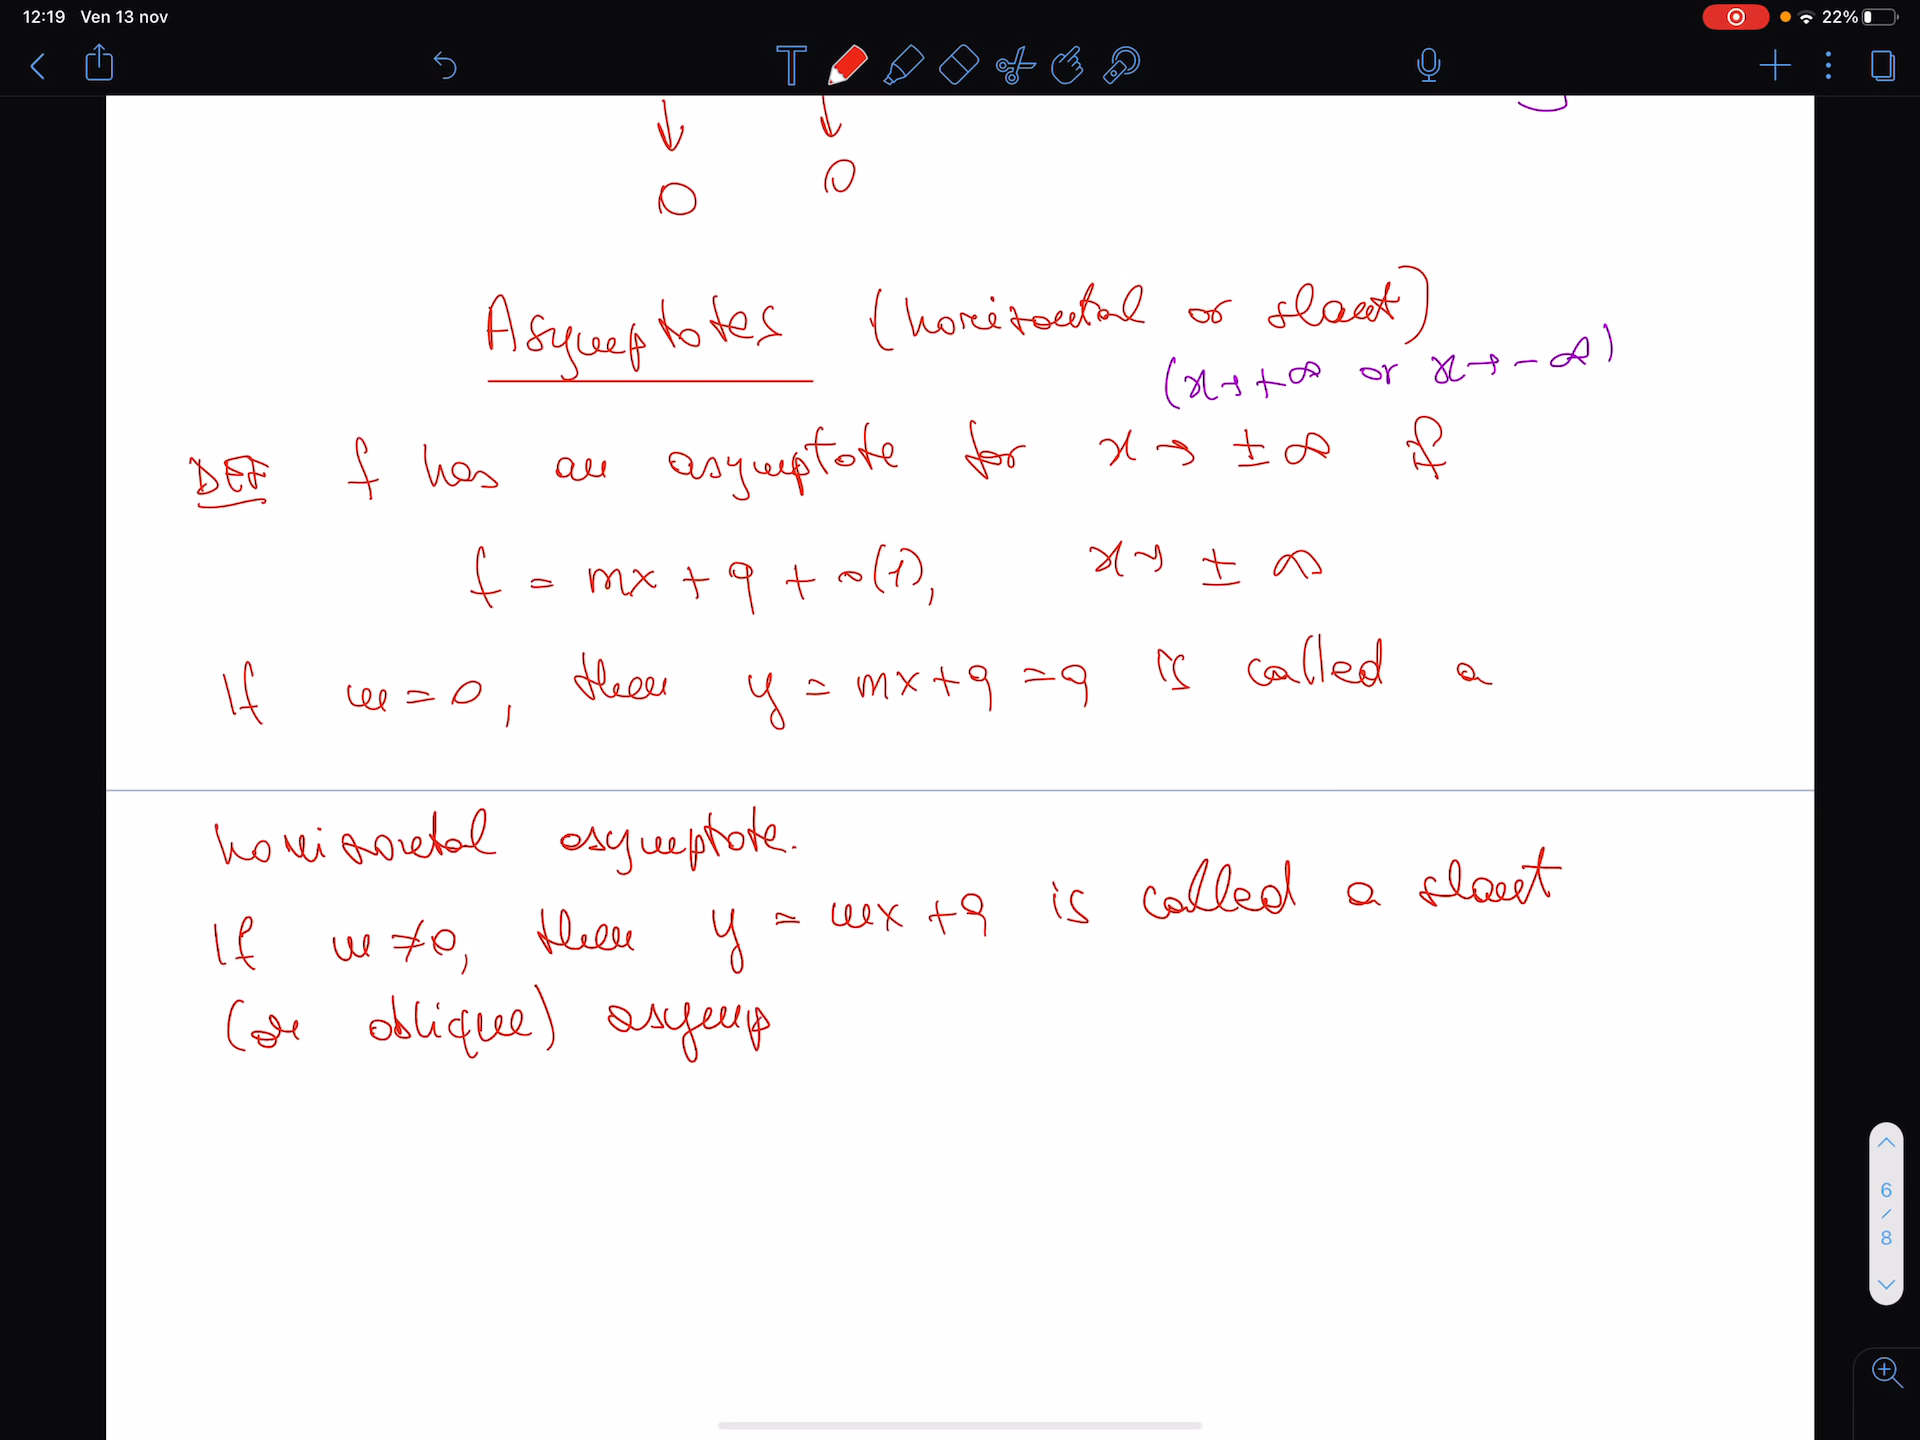 12:19 Ven 13 nov 22%
T
↓ ↓
0 0
Asymptotes (horizontal or slant)
(x→+∞ or x→-∞)
DEF f has an asymptote for x→ ±∞ if
f = mx + q + o(1), x→ ±∞
If m=0, then y = mx+q = q is called a
horizontal asymptote.
If m≠0, then y = mx+q is called a slant
(or oblique) asymp
6
/
8